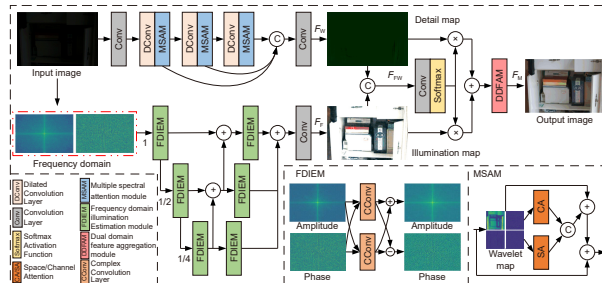 Input image
Conv
DConv
MSAM
DConv
MSAM
DConv
MSAM
C
Conv
F_W
Detail map
F_FW
C
Conv
Softmax
DDFAM
F_M
Output image
Frequency domain
1
FDIEM
FDIEM
Conv
F_F
Illumination map
1/2
FDIEM
FDIEM
1/4
FDIEM
FDIEM
DConv
Dilated
Convolution
Layer
MSAM
Multiple spectral
attention module
Conv
Convolution
Layer
FDIEM
Frequency domain
illumination
Estimation module
Softmax
Softmax
Activation
Function
DDFAM
Dual domain
feature aggregation
module
CA/SA
Space/Channel
Attention
CConv
Complex
Convolution
Layer
FDIEM
Amplitude
CConv
Amplitude
Phase
CConv
Phase
MSAM
Wavelet
map
CA
SA
C